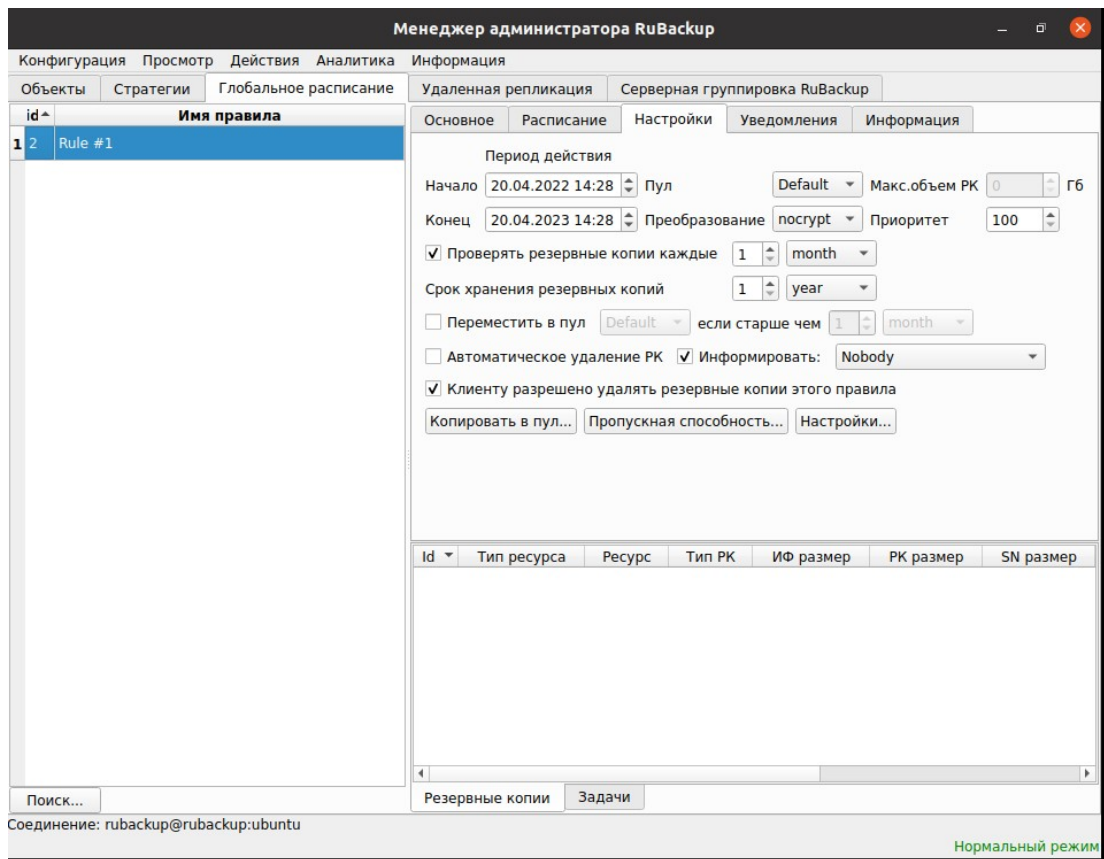 Менеджер администратора RuBackup
Конфигурация Просмотр Действия Аналитика Информация
Объекты Стратегии Глобальное расписание Удаленная репликация Серверная группировка RuBackup
id Имя правила
1 2 Rule #1
Основное Расписание Настройки Уведомления Информация
Период действия
Начало 20.04.2022 14:28 Пул Default Макс.объем РК 0 Гб
Конец 20.04.2023 14:28 Преобразование nocrypt Приоритет 100
Проверять резервные копии каждые 1 month
Срок хранения резервных копий 1 year
Переместить в пул Default если старше чем 1 month
Автоматическое удаление РК Информировать: Nobody
Клиенту разрешено удалять резервные копии этого правила
Копировать в пул... Пропускная способность... Настройки...
Id Тип ресурса Ресурс Тип РК ИФ размер РК размер SN размер
Поиск... Резервные копии Задачи
Соединение: rubackup@rubackup:ubuntu
Нормальный режим